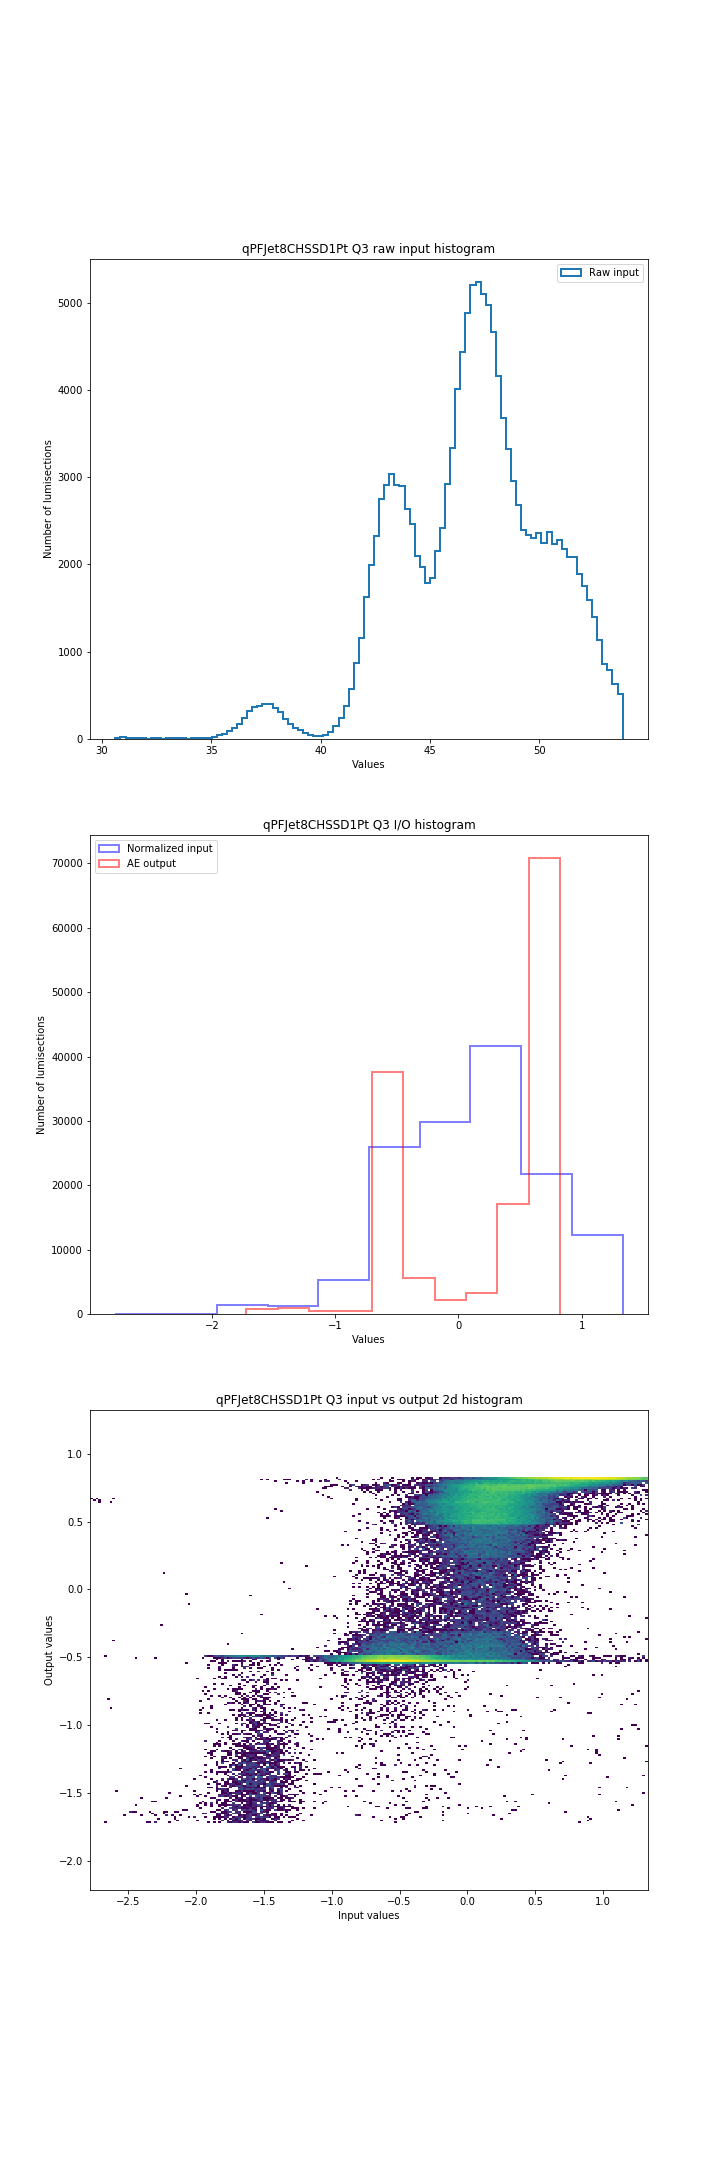 qPFJet8CHSSD1Pt Q3 raw input histogram
Raw input
5000
4000
3000
2000
1000
0
Number of lumisections
30 35 40 45 50
Values
qPFJet8CHSSD1Pt Q3 I/O histogram
Normalized input
AE output
70000
60000
50000
40000
30000
20000
10000
0
Number of lumisections
−2 −1 0 1
Values
qPFJet8CHSSD1Pt Q3 input vs output 2d histogram
1.0
0.5
0.0
−0.5
−1.0
−1.5
−2.0
Output values
−2.5 −2.0 −1.5 −1.0 −0.5 0.0 0.5 1.0
Input values